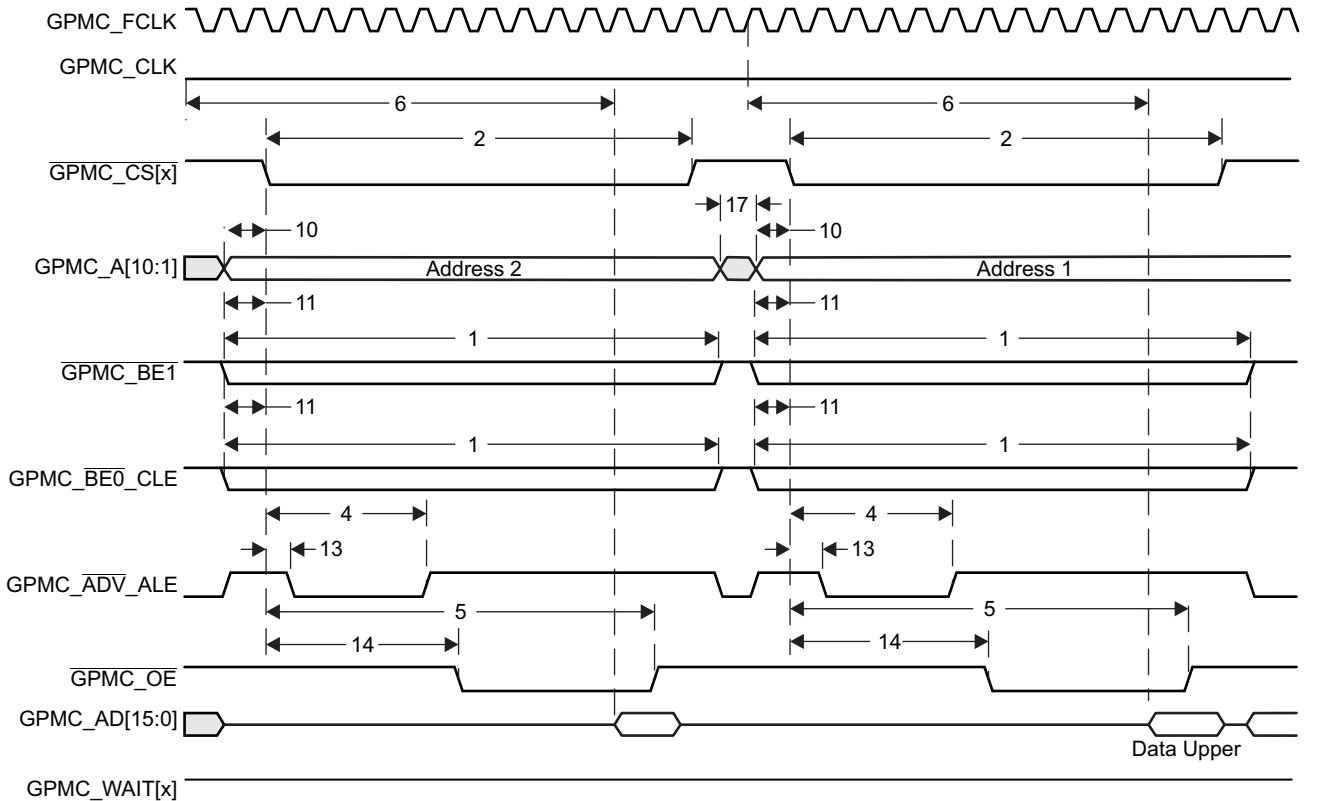 GPMC_FCLK
GPMC_CLK
6
6
2
2
GPMC_CS[x]
17
10
10
GPMC_A[10:1]
Address 2
Address 1
11
11
1
1
GPMC_BE1
11
11
1
1
GPMC_BE0_CLE
4
4
13
13
GPMC_ADV_ALE
5
5
14
14
GPMC_OE
GPMC_AD[15:0]
Data Upper
GPMC_WAIT[x]